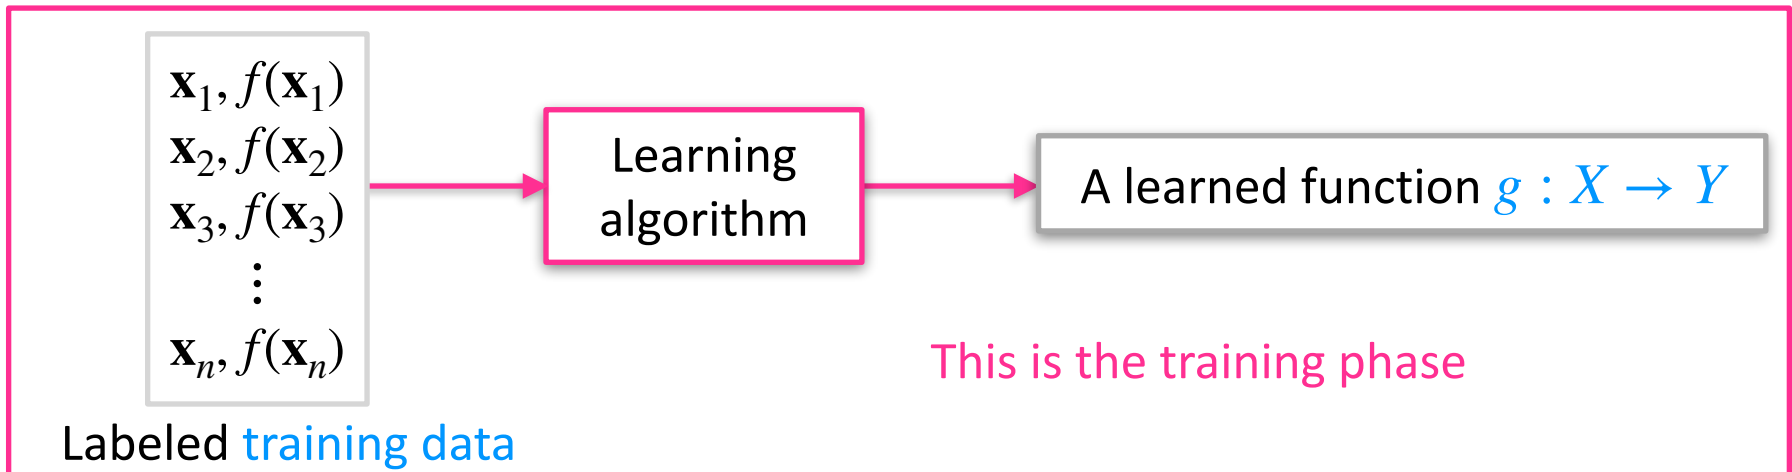 x₁, f(x₁)
x₂, f(x₂)
x₃, f(x₃)
⋮
xₙ, f(xₙ)
Labeled training data
Learning
algorithm
A learned function g : X → Y
This is the training phase